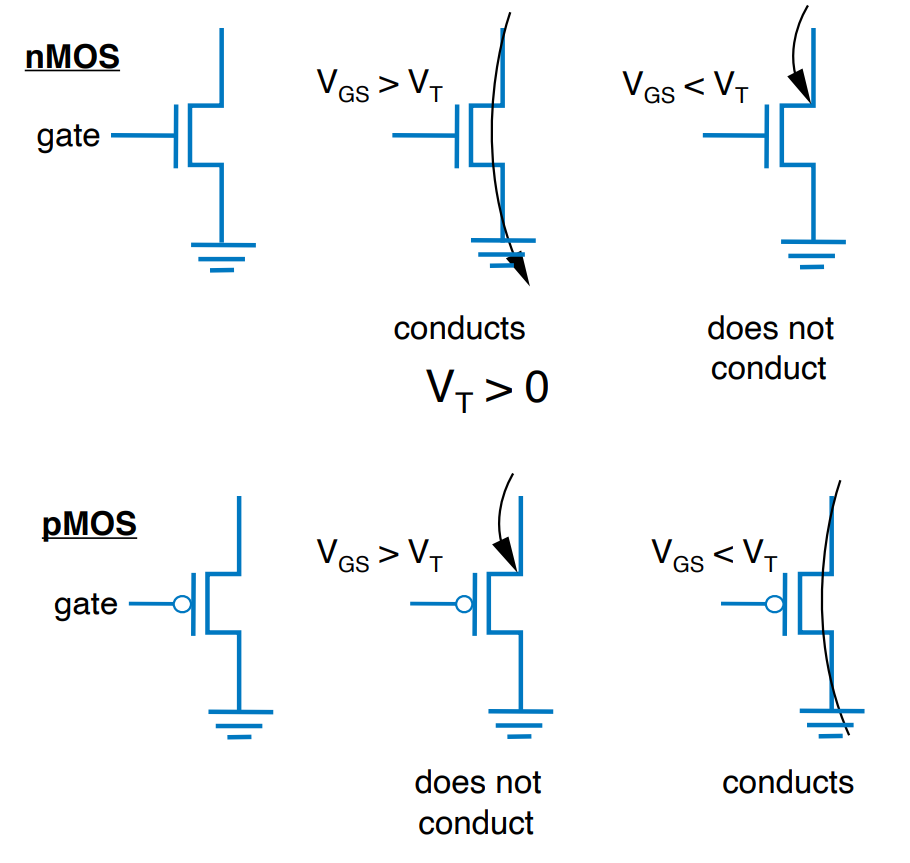 nMOS
gate
V_GS > V_T
V_GS < V_T
conducts
does not
conduct
V_T > 0
pMOS
gate
V_GS > V_T
V_GS < V_T
does not
conduct
conducts